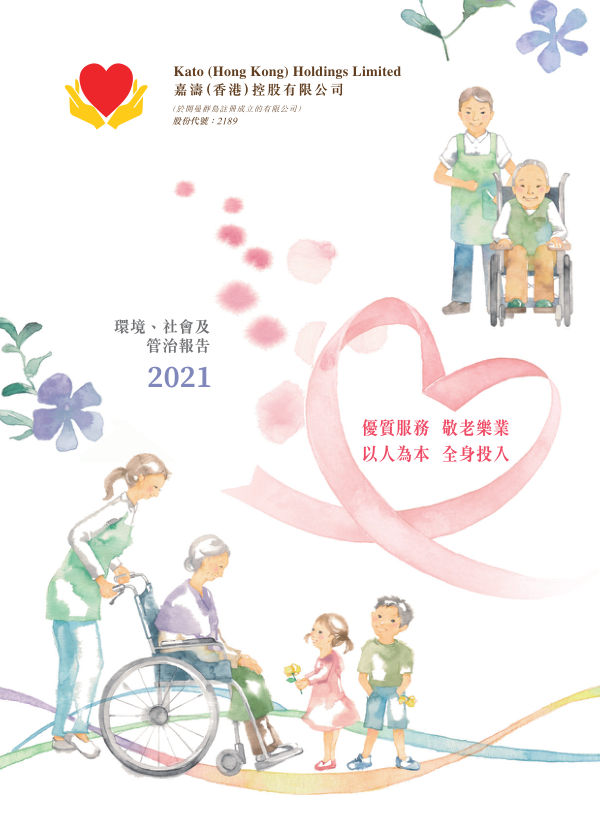 Kato (Hong Kong) Holdings Limited
嘉濤(香港)控股有限公司
(於開曼群島註冊成立的有限公司)
股份代號：2189
環境、社會及
管治報告
2021
優質服務 敬老樂業
以人為本 全身投入